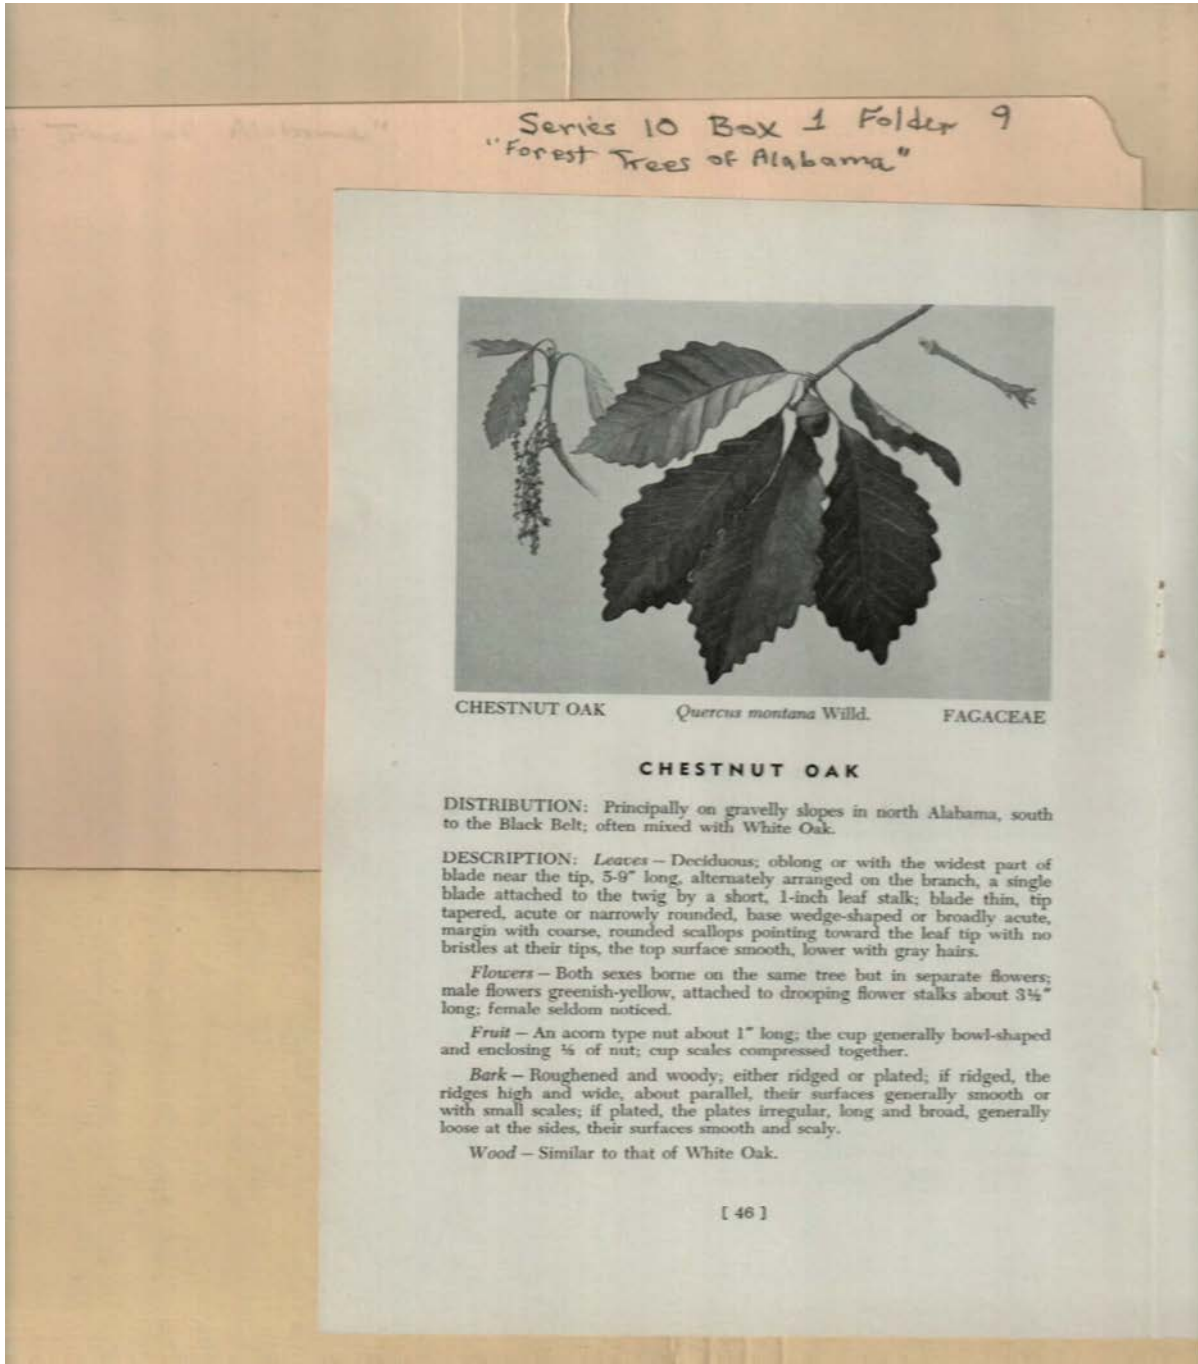 Series 10 Box 1 Folder 9
"Forest Trees of Alabama"
Trees of Alabama"
CHESTNUT OAK Quercus montana Willd. FAGACEAE
CHESTNUT OAK
DISTRIBUTION: Principally on gravelly slopes in north Alabama, south
to the Black Belt; often mixed with White Oak.
DESCRIPTION: Leaves – Deciduous; oblong or with the widest part of
blade near the tip, 5-9" long, alternately arranged on the branch, a single
blade attached to the twig by a short, 1-inch leaf stalk; blade thin, tip
tapered, acute or narrowly rounded, base wedge-shaped or broadly acute,
margin with coarse, rounded scallops pointing toward the leaf tip with no
bristles at their tips, the top surface smooth, lower with gray hairs.
Flowers – Both sexes borne on the same tree but in separate flowers;
male flowers greenish-yellow, attached to drooping flower stalks about 3½"
long; female seldom noticed.
Fruit – An acorn type nut about 1" long; the cup generally bowl-shaped
and enclosing of nut; cup scales compressed together.
Bark – Roughened and woody; either ridged or plated; if ridged, the
ridges high and wide, about parallel, their surfaces generally smooth or
with small scales; if plated, the plates irregular, long and broad, generally
loose at the sides, their surfaces smooth and scaly.
Wood – Similar to that of White Oak.
[ 46 ]